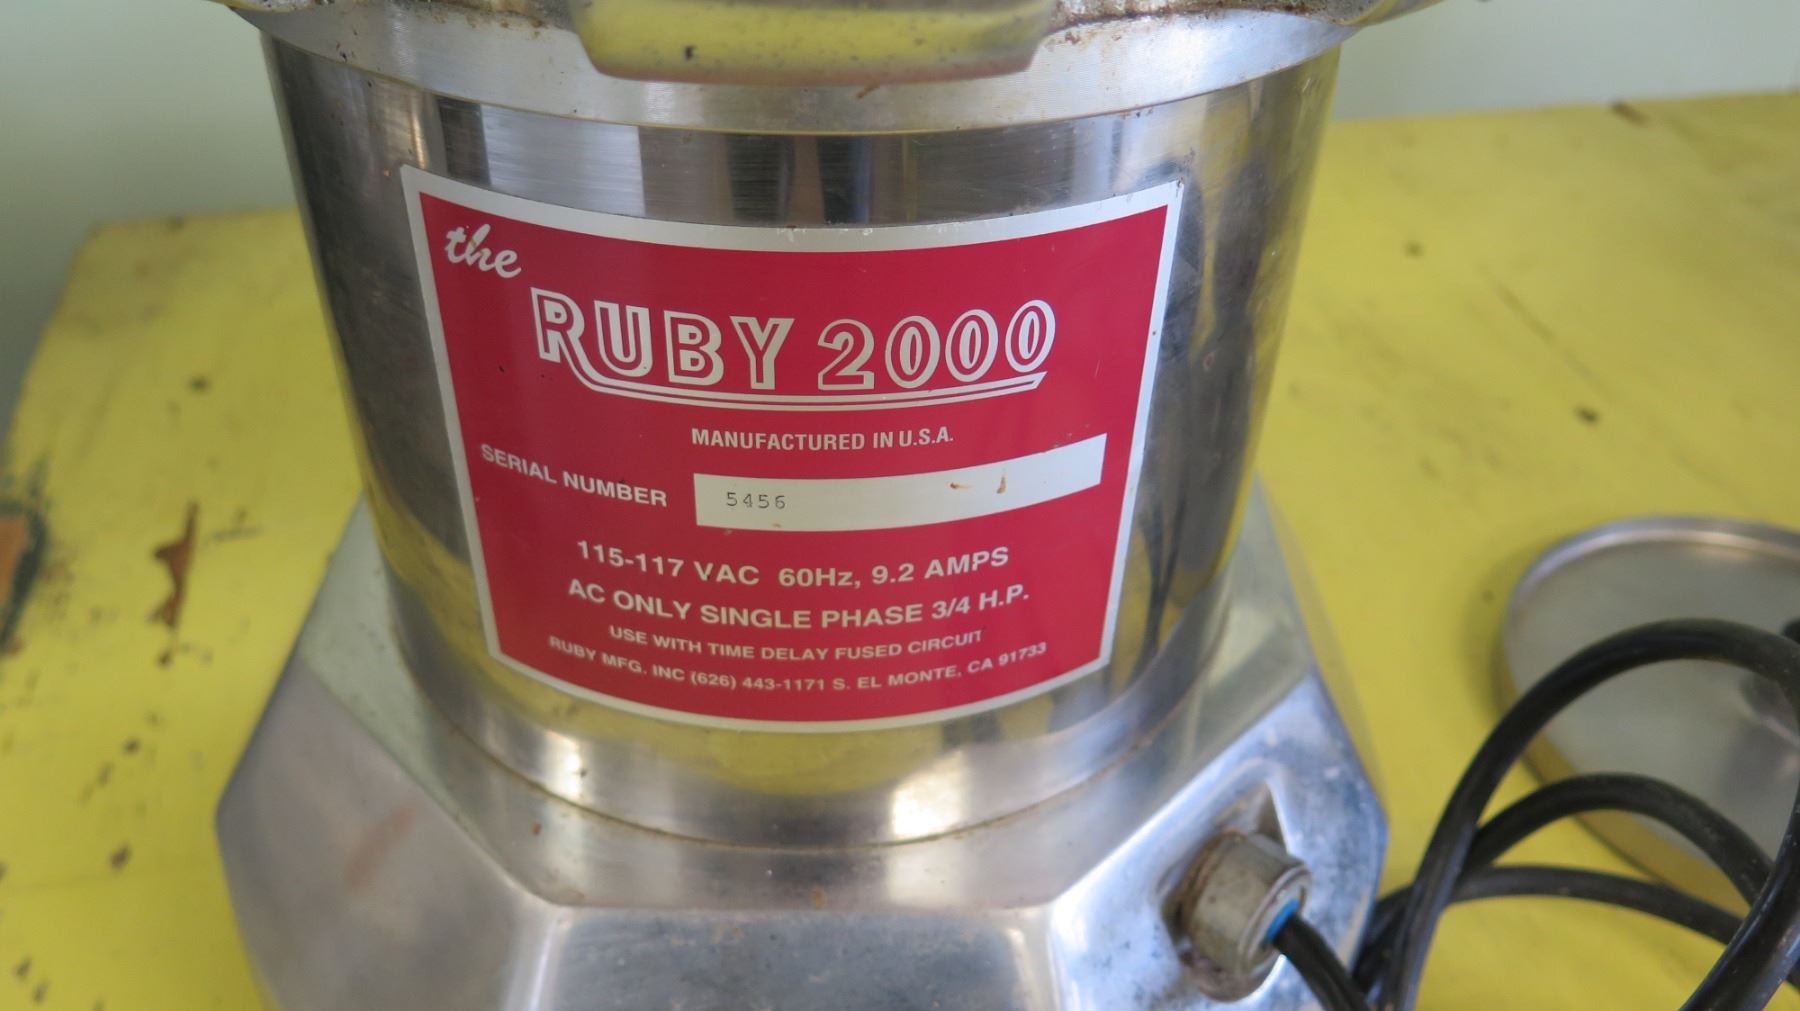 the
RUBY 2000
MANUFACTURED IN U.S.A.
SERIAL NUMBER 5456
115-117 VAC 60Hz, 9.2 AMPS
AC ONLY SINGLE PHASE 3/4 H.P.
USE WITH TIME DELAY FUSED CIRCUIT
RUBY MFG. INC (626) 443-1171 S. EL MONTE, CA 91733